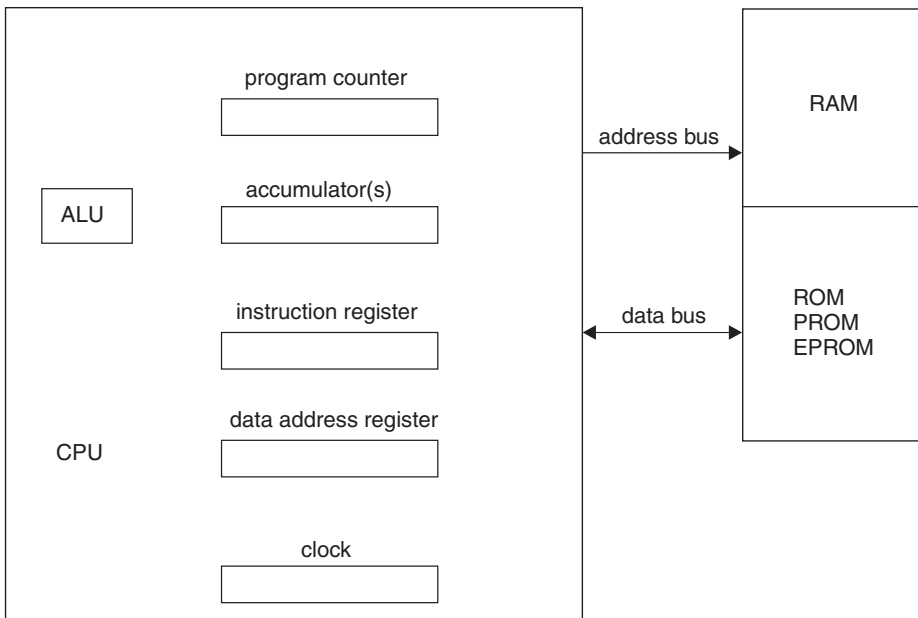 program counter
accumulator(s)
ALU
instruction register
data address register
CPU
clock
address bus
data bus
RAM
ROM
PROM
EPROM